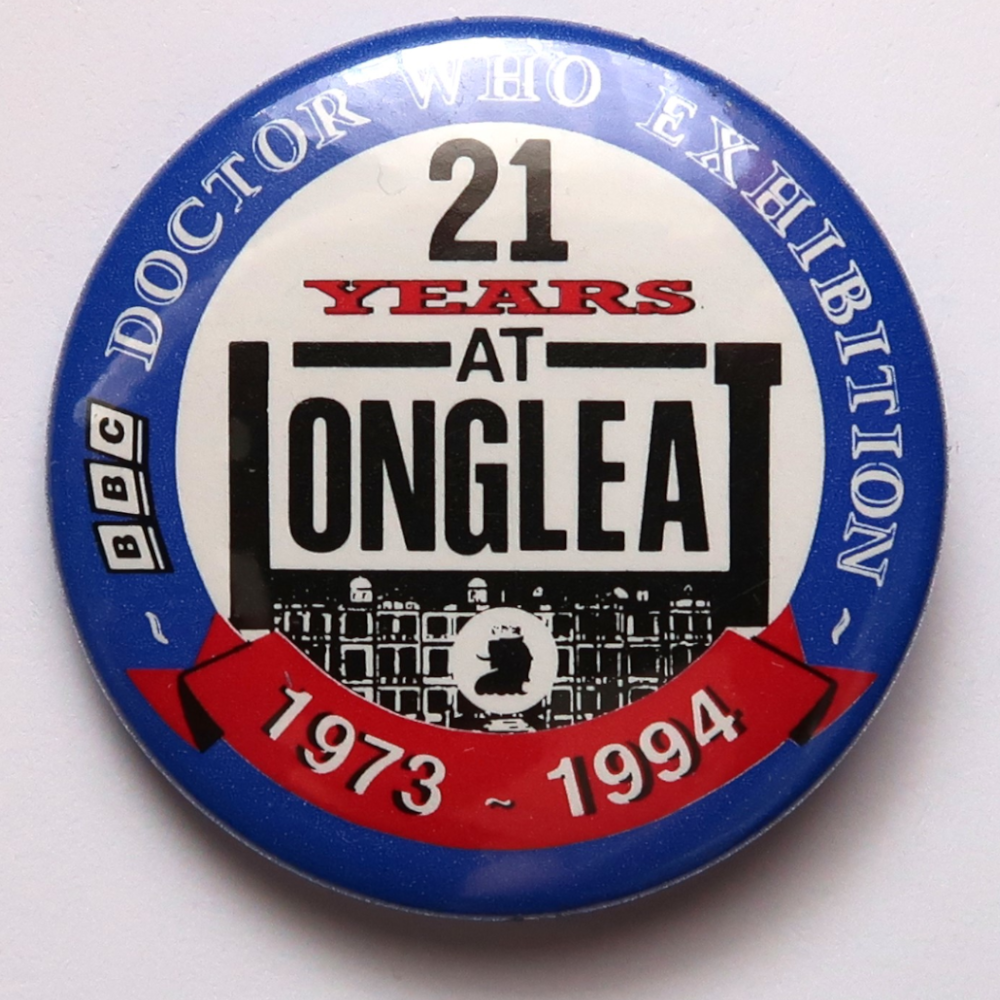 BBC DOCTOR WHO EXHIBITION ~
~
21
YEARS
AT
LONGLEAT
1973 ~ 1994